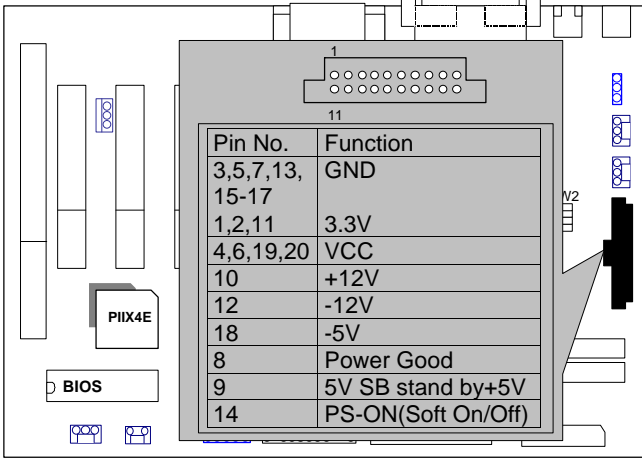 1
11
Pin No. Function
3,5,7,13, GND
15-17
1,2,11 3.3V
4,6,19,20 VCC
10 +12V
12 -12V
18 -5V
8 Power Good
9 5V SB stand by+5V
14 PS-ON(Soft On/Off)
W2
PIIX4E
BIOS